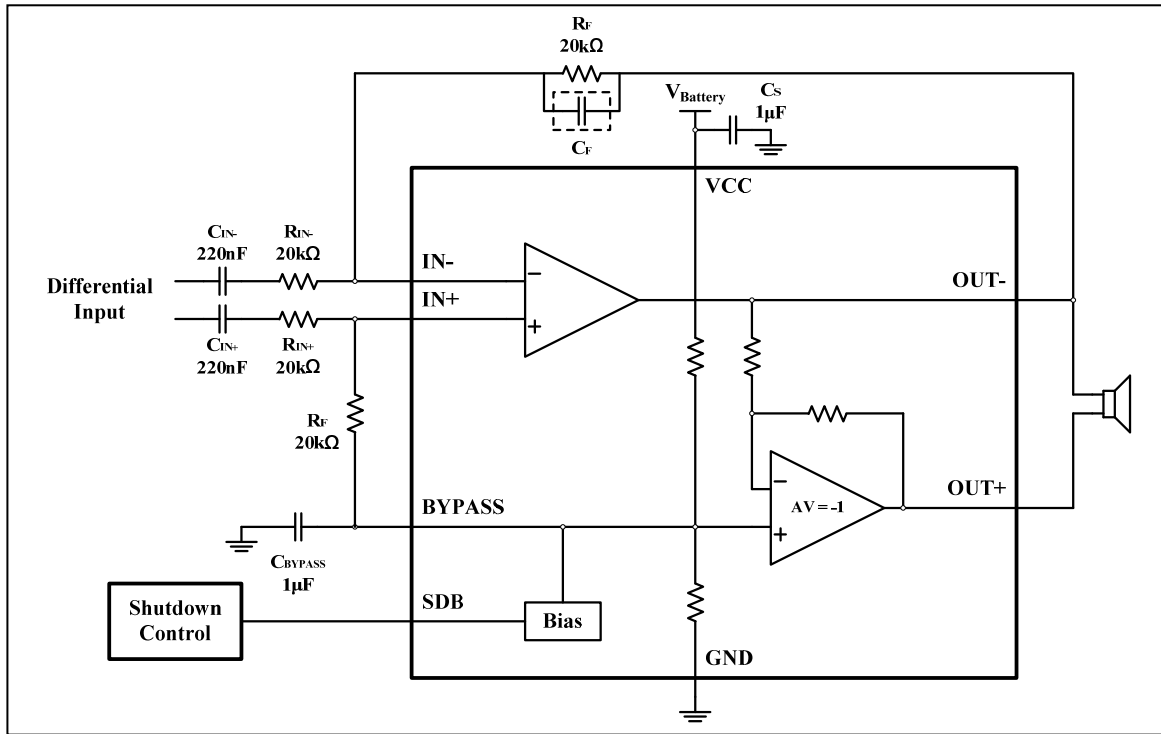 RF
20kΩ
VBattery
CS
1μF
CF
VCC
CIN-
220nF
RIN-
20kΩ
IN-
Differential
Input
IN+
CIN+
220nF
RIN+
20kΩ
OUT-
RF
20kΩ
BYPASS
AV = -1
OUT+
CBYPASS
1μF
SDB
Shutdown
Control
Bias
GND